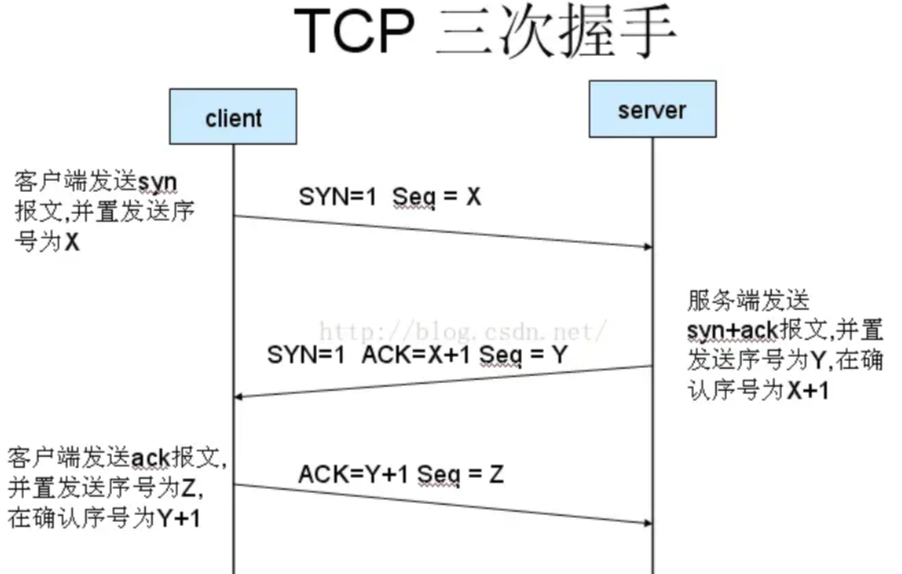 TCP 三次握手
client
server
客户端发送syn
报文,并置发送序
号为X
SYN=1 Seq = X
http://blog.csdn.net/
服务端发送
syn+ack报文,并置
发送序号为Y,在确
认序号为X+1
SYN=1 ACK=X+1 Seq = Y
客户端发送ack报文,
并置发送序号为Z,
在确认序号为Y+1
ACK=Y+1 Seq = Z